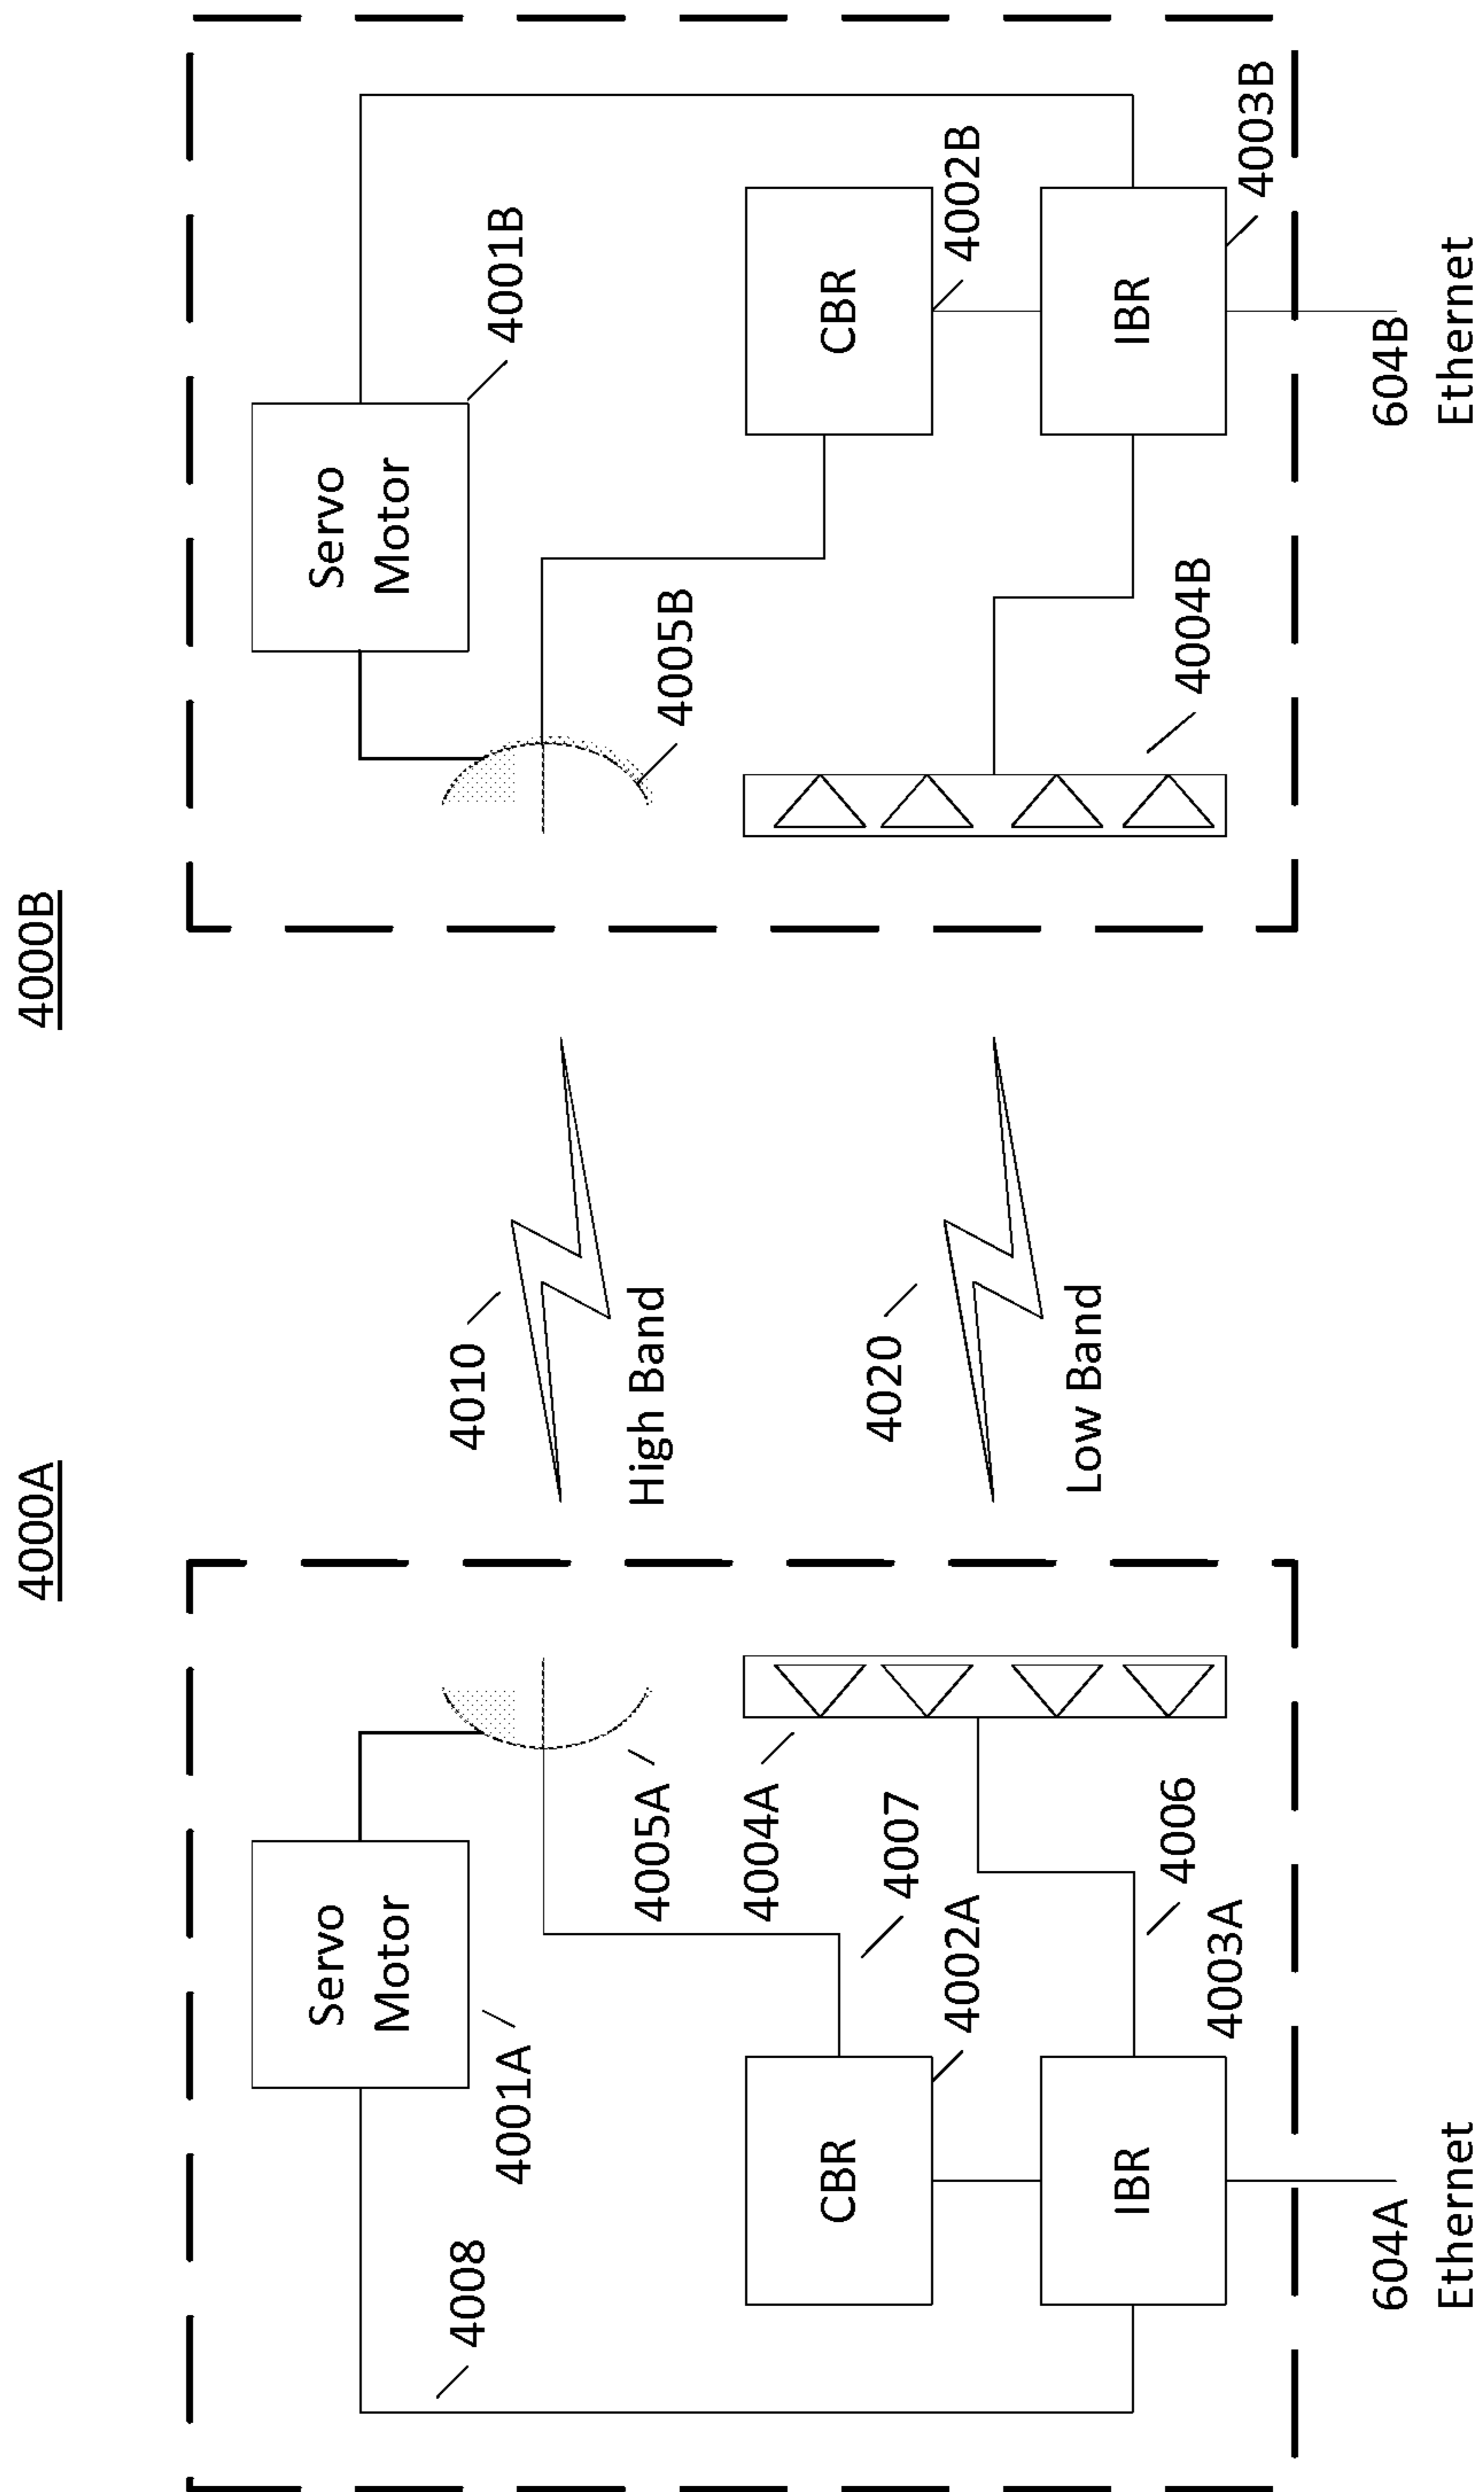 4000A
4000B
Servo
Motor
4001A
4008
4005A
4004A
4007
CBR
4002A
4006
IBR
4003A
604A
Ethernet
4010
High Band
4020
Low Band
Servo
Motor
4001B
4005B
CBR
4002B
4004B
IBR
4003B
604B
Ethernet